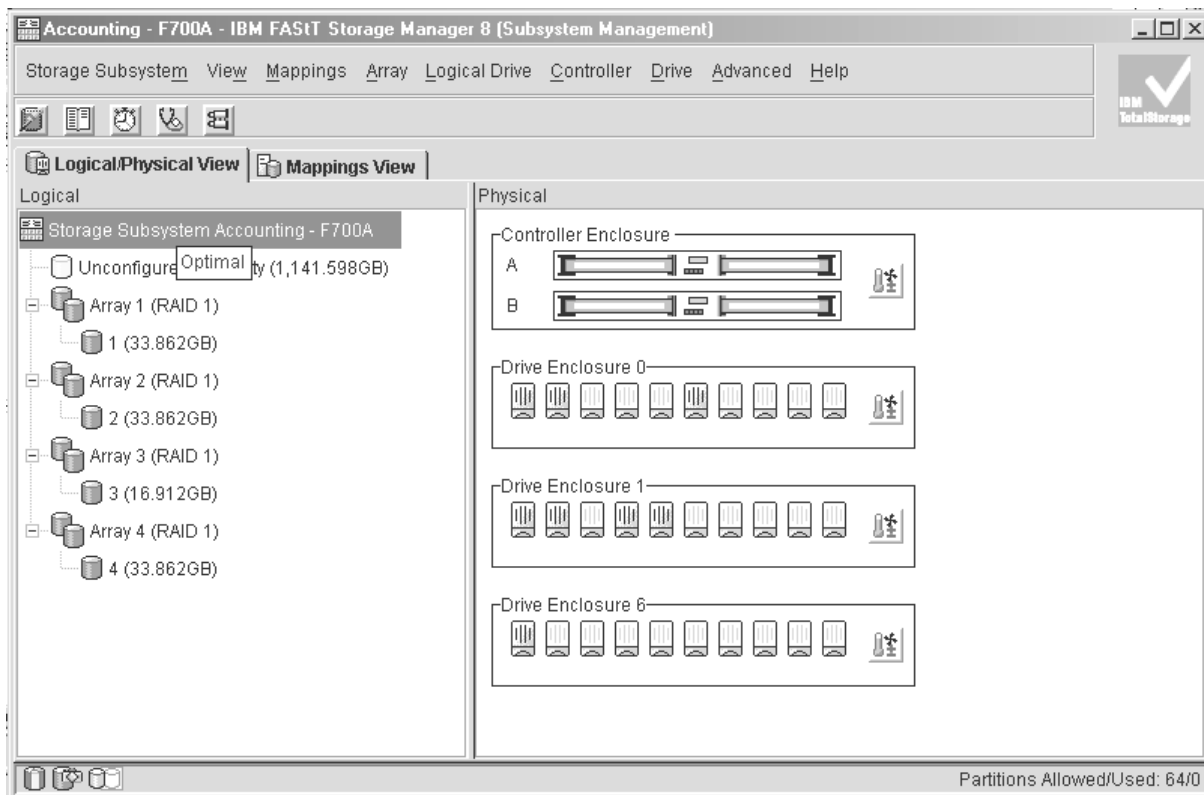 Accounting - F700A - IBM FAStT Storage Manager 8 (Subsystem Management)
Storage Subsystem View Mappings Array Logical Drive Controller Drive Advanced Help
IBM
TotalStorage
Logical/Physical View Mappings View
Logical
Physical
Storage Subsystem Accounting - F700A
Optimal
Unconfigure ty (1,141.598GB)
Array 1 (RAID 1)
1 (33.862GB)
Array 2 (RAID 1)
2 (33.862GB)
Array 3 (RAID 1)
3 (16.912GB)
Array 4 (RAID 1)
4 (33.862GB)
Controller Enclosure
A
B
Drive Enclosure 0
Drive Enclosure 1
Drive Enclosure 6
Partitions Allowed/Used: 64/0